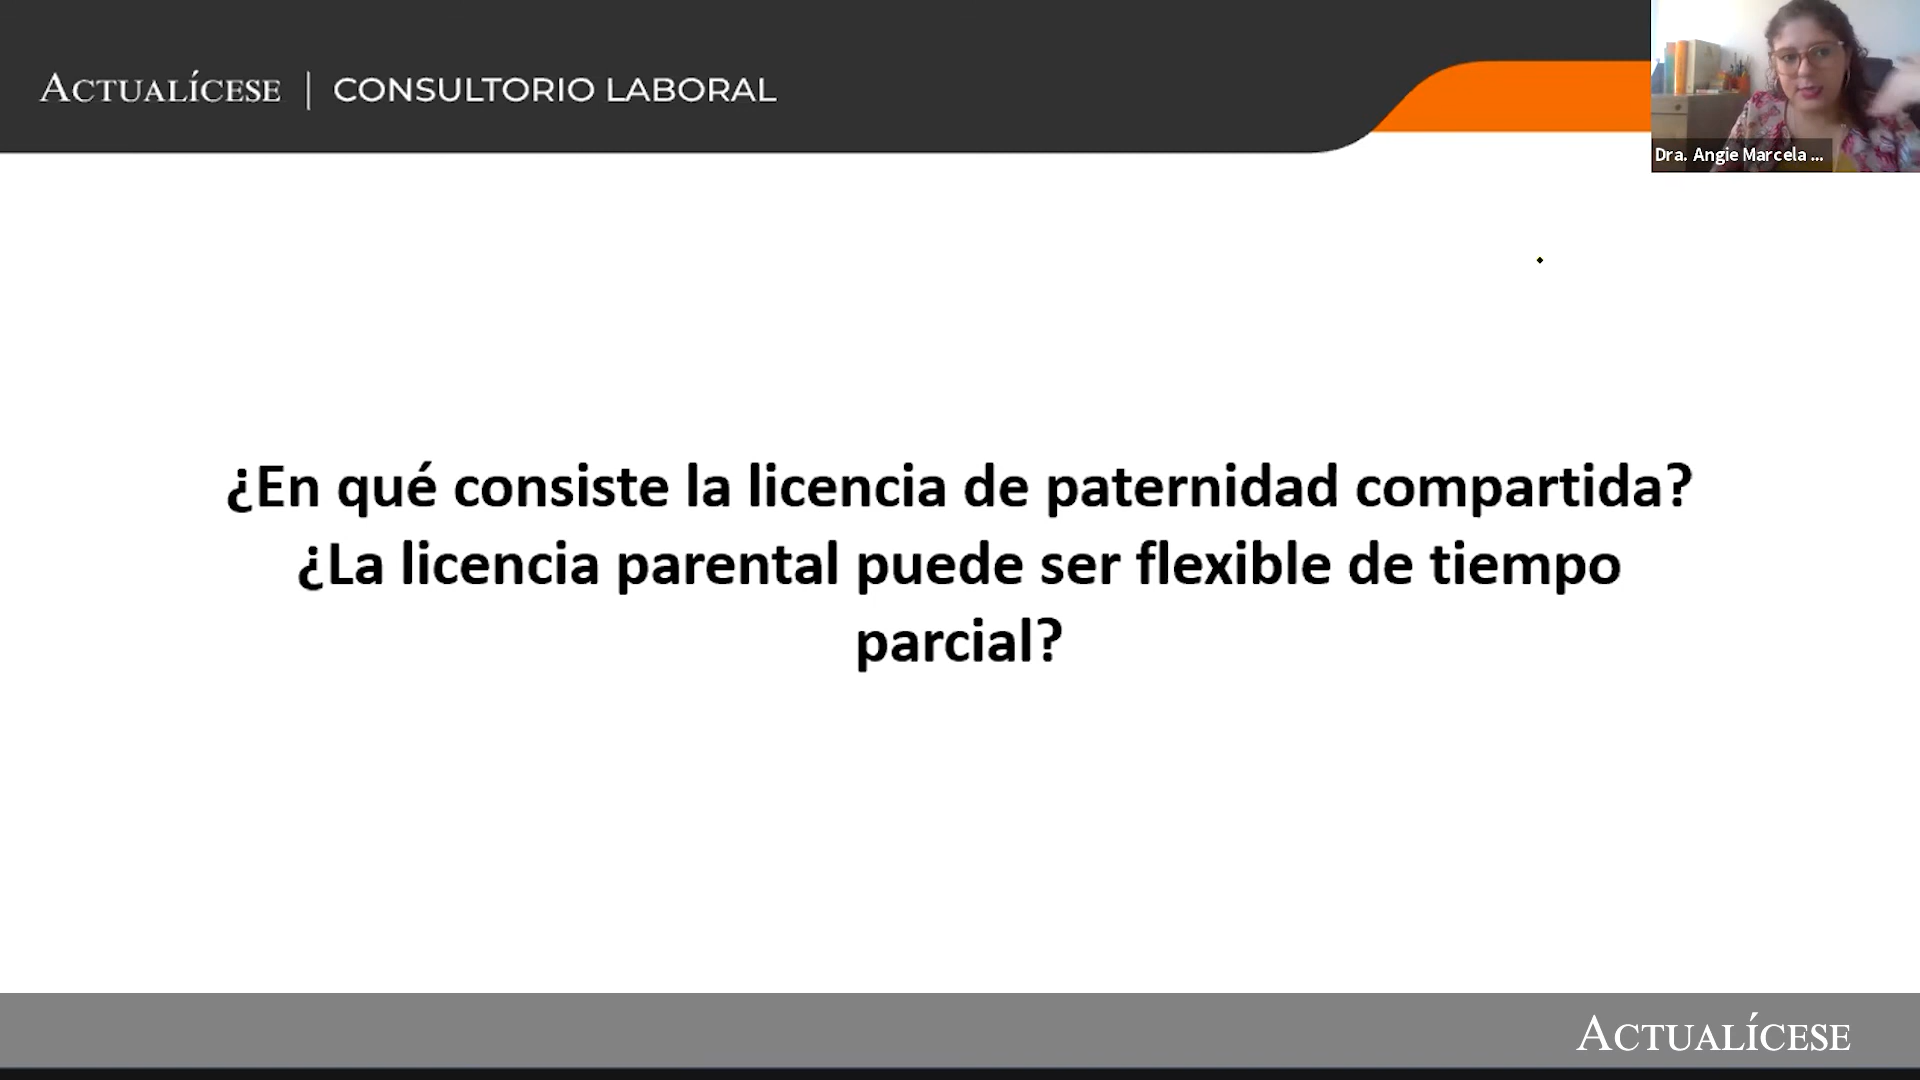 ACTUALÍCESE | CONSULTORIO LABORAL
Dra. Angie Marcela ...
¿En qué consiste la licencia de paternidad compartida?
¿La licencia parental puede ser flexible de tiempo
parcial?
ACTUALÍCESE